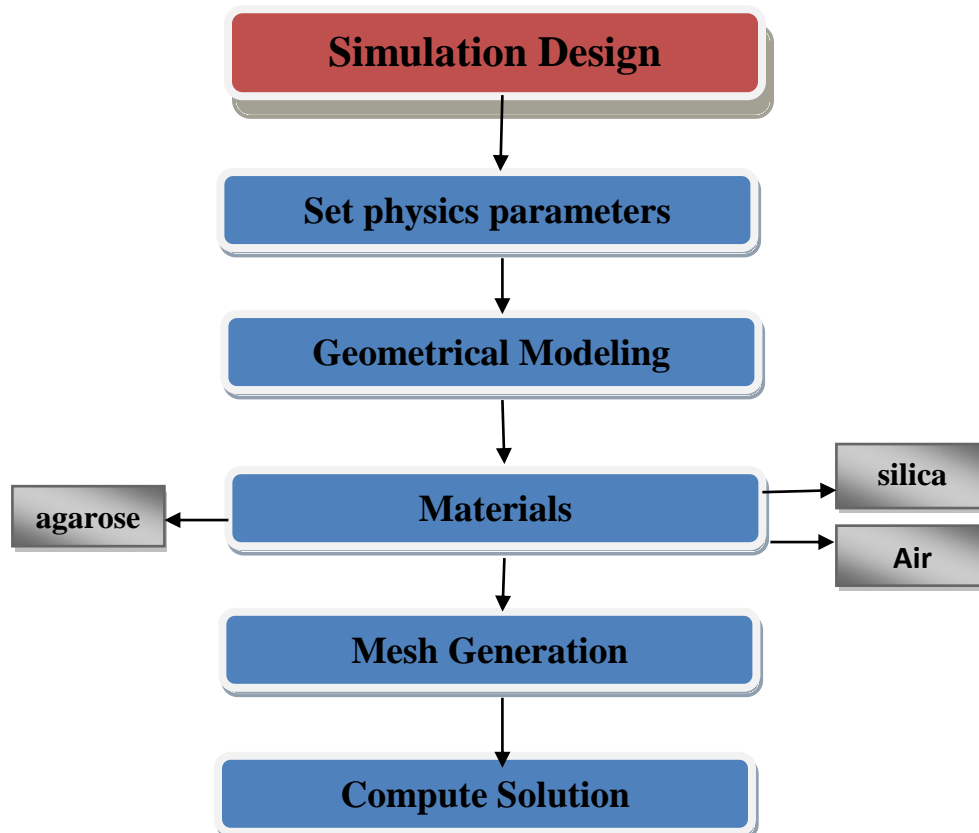 Simulation Design
Set physics parameters
Geometrical Modeling
silica
agarose
Materials
Air
Mesh Generation
Compute Solution